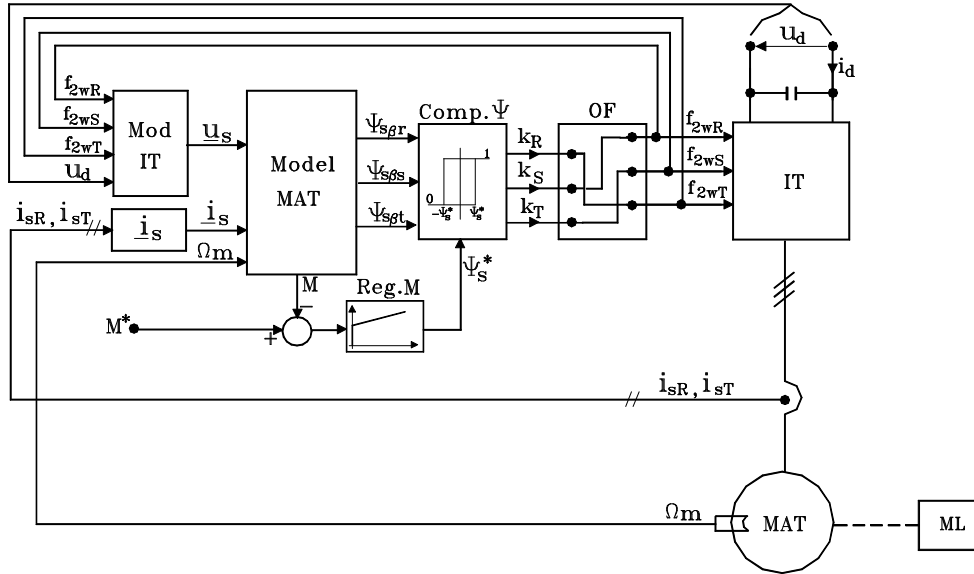 u_d
i_d
f_2wR
f_2wS
f_2wT
u_d
Mod
IT
u_s
Model
MAT
Ψ_sβr
Ψ_sβs
Ψ_sβt
Comp.Ψ
1
0
-Ψ_s* Ψ_s*
k_R
k_S
k_T
OF
f_2wR
f_2wS
f_2wT
IT
i_sR, i_sT
i_s
i_s
Ω_m
M
−
Reg.M
Ψ_s*
M*
+
i_sR, i_sT
Ω_m
MAT
ML